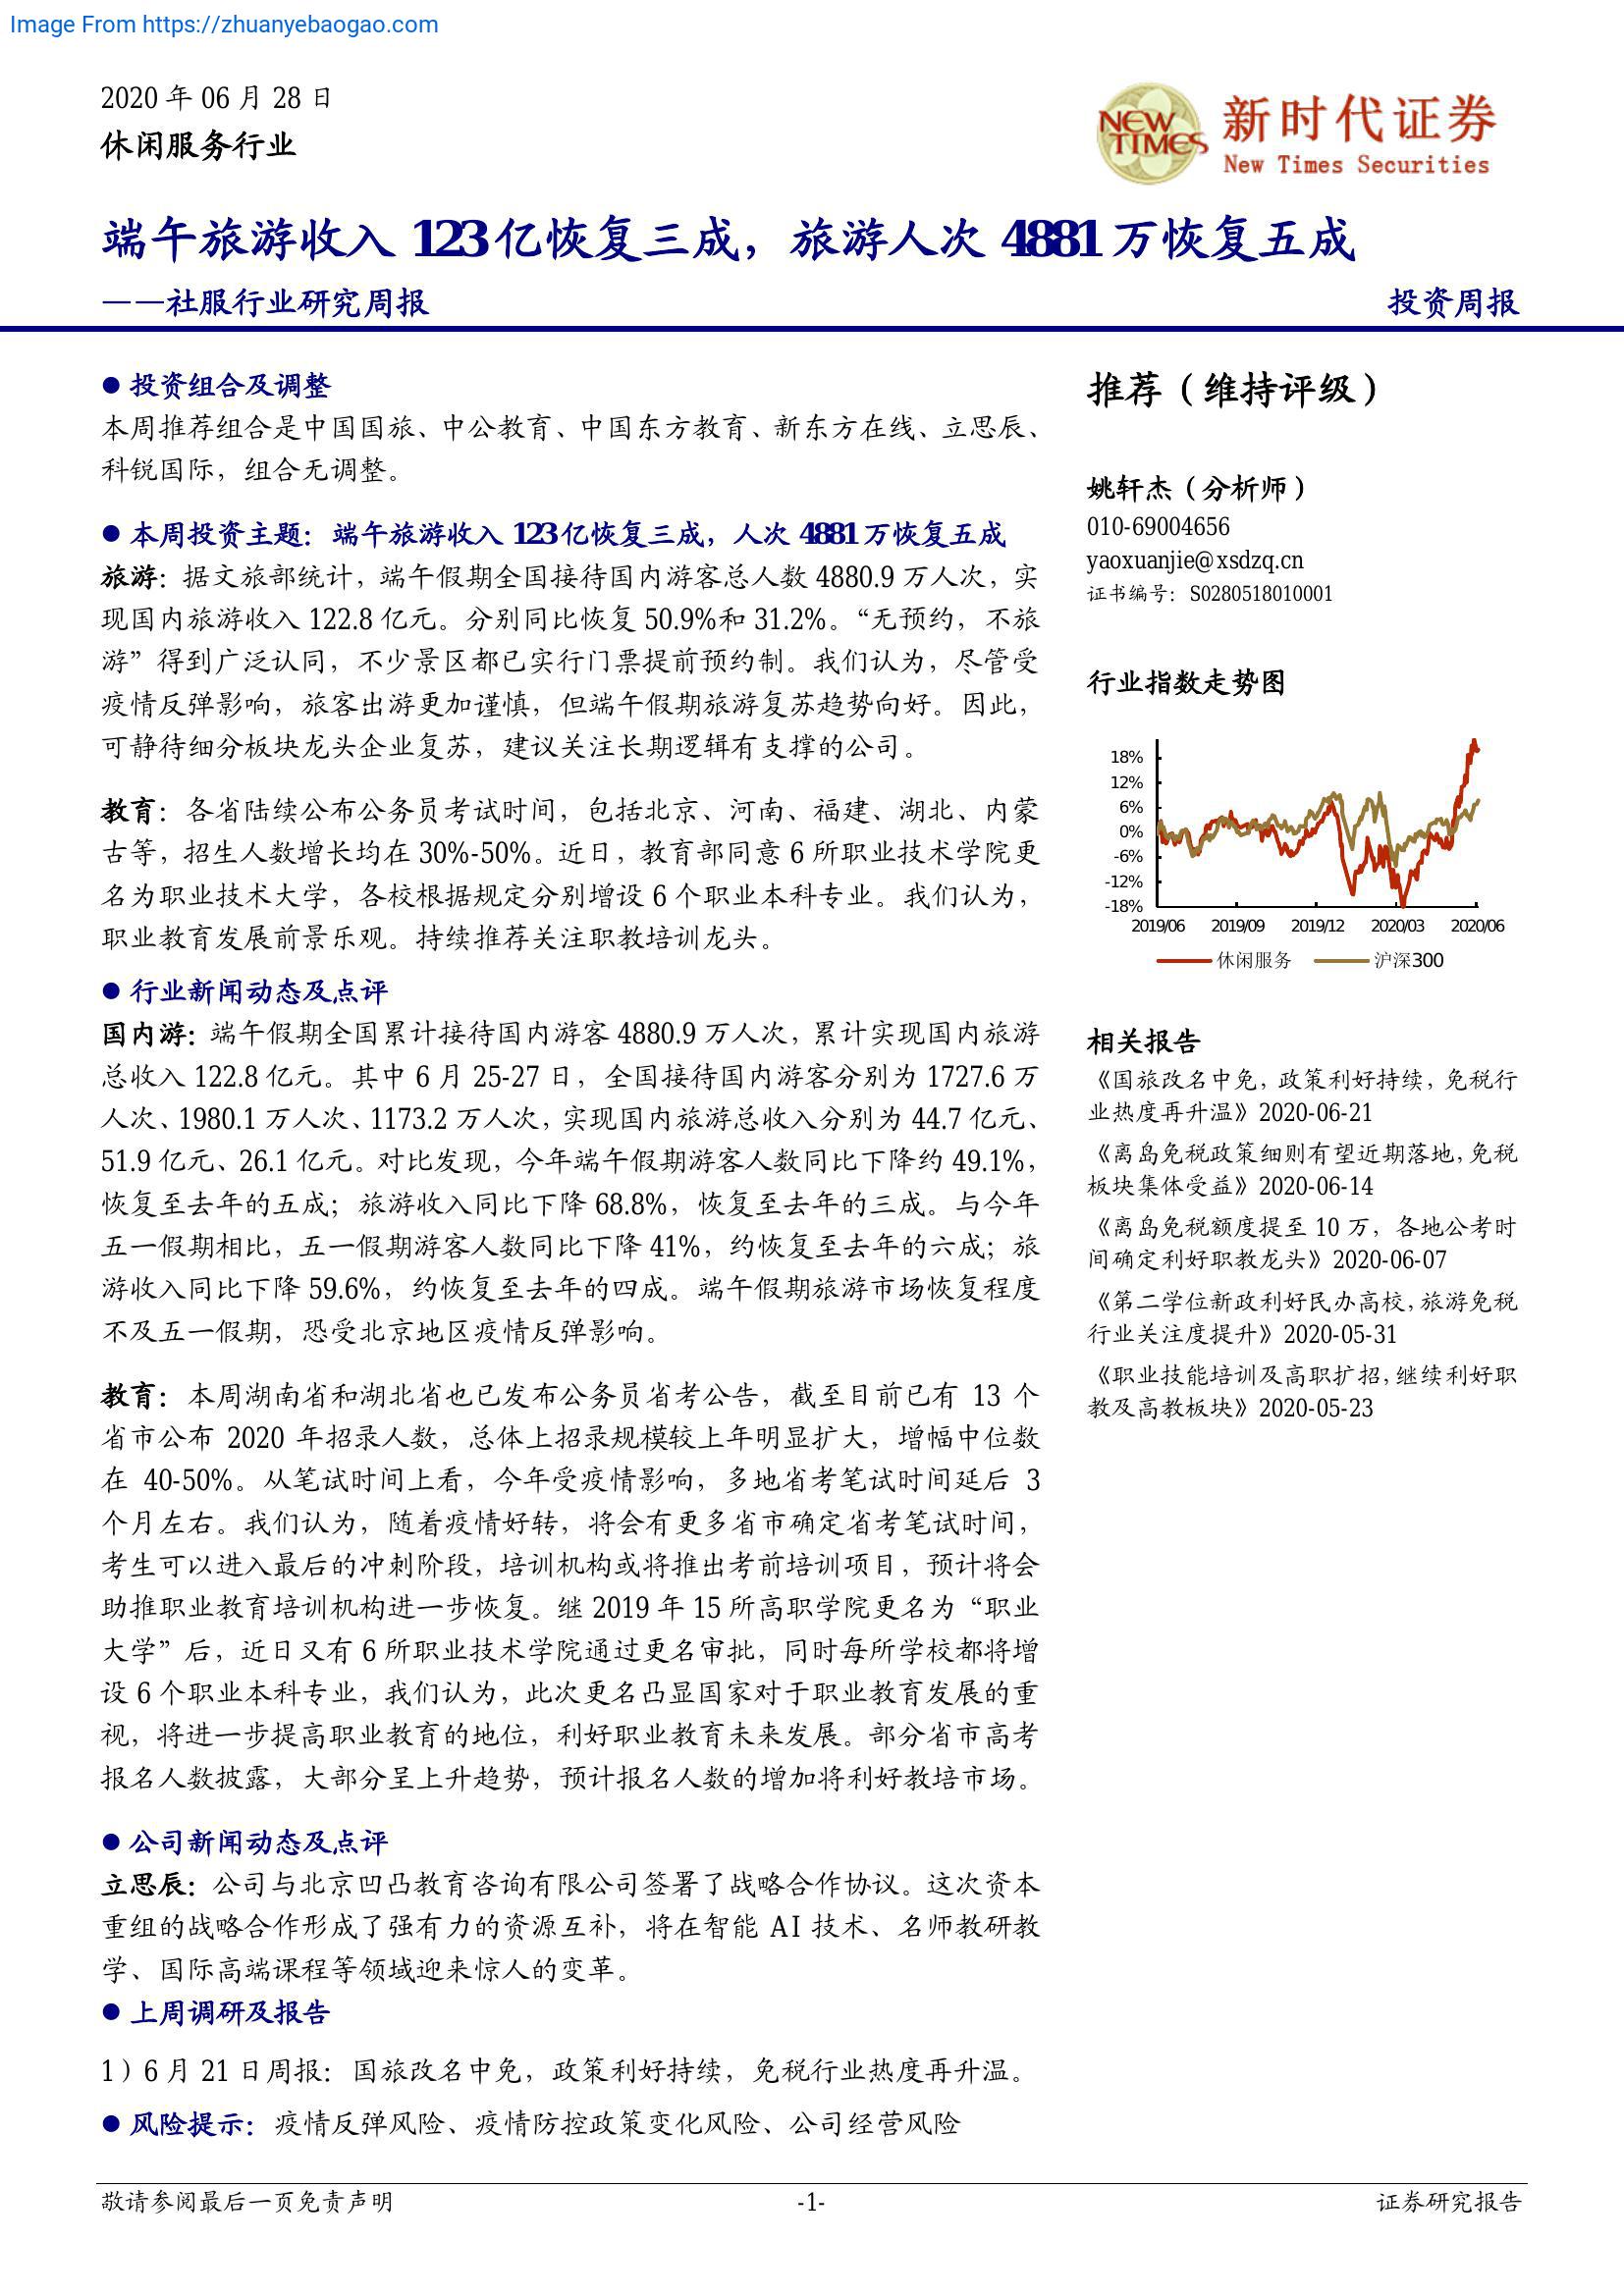 Image From https://zhuanyebaogao.com
2020 年 06 月 28 日
休闲服务行业
NEW TIMES
新时代证券
New Times Securities
端午旅游收入 123 亿恢复三成，旅游人次 4881 万恢复五成
——社服行业研究周报
投资周报
● 投资组合及调整
本周推荐组合是中国国旅、中公教育、中国东方教育、新东方在线、立思辰、
科锐国际，组合无调整。
● 本周投资主题：端午旅游收入 123 亿恢复三成，人次 4881 万恢复五成
旅游：据文旅部统计，端午假期全国接待国内游客总人数 4880.9 万人次，实
现国内旅游收入 122.8 亿元。分别同比恢复 50.9%和 31.2%。“无预约，不旅
游”得到广泛认同，不少景区都已实行门票提前预约制。我们认为，尽管受
疫情反弹影响，旅客出游更加谨慎，但端午假期旅游复苏趋势向好。因此，
可静待细分板块龙头企业复苏，建议关注长期逻辑有支撑的公司。
教育：各省陆续公布公务员考试时间，包括北京、河南、福建、湖北、内蒙
古等，招生人数增长均在 30%-50%。近日，教育部同意 6 所职业技术学院更
名为职业技术大学，各校根据规定分别增设 6 个职业本科专业。我们认为，
职业教育发展前景乐观。持续推荐关注职教培训龙头。
● 行业新闻动态及点评
国内游：端午假期全国累计接待国内游客 4880.9 万人次，累计实现国内旅游
总收入 122.8 亿元。其中 6 月 25-27 日，全国接待国内游客分别为 1727.6 万
人次、1980.1 万人次、1173.2 万人次，实现国内旅游总收入分别为 44.7 亿元、
51.9 亿元、26.1 亿元。对比发现，今年端午假期游客人数同比下降约 49.1%，
恢复至去年的五成；旅游收入同比下降 68.8%，恢复至去年的三成。与今年
五一假期相比，五一假期游客人数同比下降 41%，约恢复至去年的六成；旅
游收入同比下降 59.6%，约恢复至去年的四成。端午假期旅游市场恢复程度
不及五一假期，恐受北京地区疫情反弹影响。
教育：本周湖南省和湖北省也已发布公务员省考公告，截至目前已有 13 个
省市公布 2020 年招录人数，总体上招录规模较上年明显扩大，增幅中位数
在 40-50%。从笔试时间上看，今年受疫情影响，多地省考笔试时间延后 3
个月左右。我们认为，随着疫情好转，将会有更多省市确定省考笔试时间，
考生可以进入最后的冲刺阶段，培训机构或将推出考前培训项目，预计将会
助推职业教育培训机构进一步恢复。继 2019 年 15 所高职学院更名为“职业
大学”后，近日又有 6 所职业技术学院通过更名审批，同时每所学校都将增
设 6 个职业本科专业，我们认为，此次更名凸显国家对于职业教育发展的重
视，将进一步提高职业教育的地位，利好职业教育未来发展。部分省市高考
报名人数披露，大部分呈上升趋势，预计报名人数的增加将利好教培市场。
● 公司新闻动态及点评
立思辰：公司与北京凹凸教育咨询有限公司签署了战略合作协议。这次资本
重组的战略合作形成了强有力的资源互补，将在智能 AI 技术、名师教研教
学、国际高端课程等领域迎来惊人的变革。
● 上周调研及报告
1）6 月 21 日周报：国旅改名中免，政策利好持续，免税行业热度再升温。
● 风险提示：疫情反弹风险、疫情防控政策变化风险、公司经营风险
推荐（维持评级）
姚轩杰（分析师）
010-69004656
yaoxuanjie@xsdzq.cn
证书编号：S0280518010001
行业指数走势图
18%
12%
6%
0%
-6%
-12%
-18%
2019/06 2019/09 2019/12 2020/03 2020/06
休闲服务 沪深300
相关报告
《国旅改名中免，政策利好持续，免税行
业热度再升温》2020-06-21
《离岛免税政策细则有望近期落地，免税
板块集体受益》2020-06-14
《离岛免税额度提至 10 万，各地公考时
间确定利好职教龙头》2020-06-07
《第二学位新政利好民办高校，旅游免税
行业关注度提升》2020-05-31
《职业技能培训及高职扩招，继续利好职
教及高教板块》2020-05-23
敬请参阅最后一页免责声明
-1-
证券研究报告